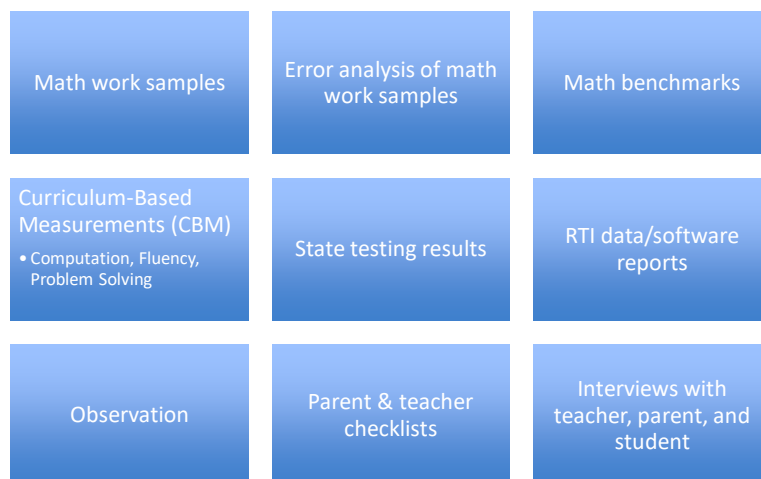 Math work samples
Error analysis of math
work samples
Math benchmarks
Curriculum-Based
Measurements (CBM)
• Computation, Fluency,
Problem Solving
State testing results
RTI data/software
reports
Observation
Parent & teacher
checklists
Interviews with
teacher, parent, and
student